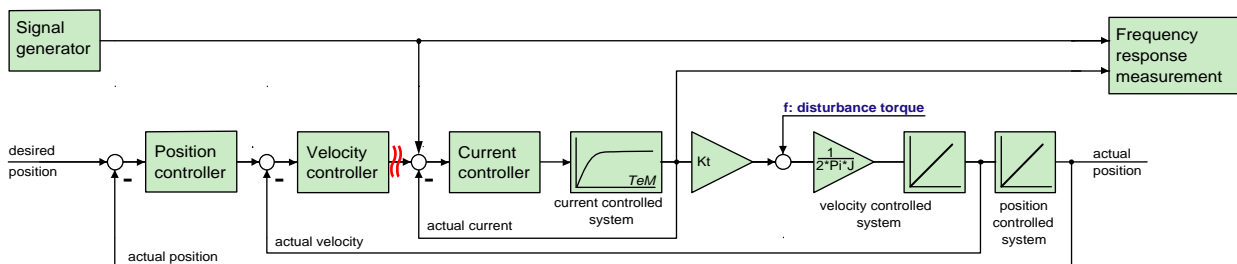 Signal
generator
Frequency
response
measurement
f: disturbance torque
desired
position
Position
controller
Velocity
controller
Current
controller
TeM
Kt
1
2*Pi*J
actual
position
current controlled
system
velocity controlled
system
position
controlled
system
actual current
actual velocity
actual position